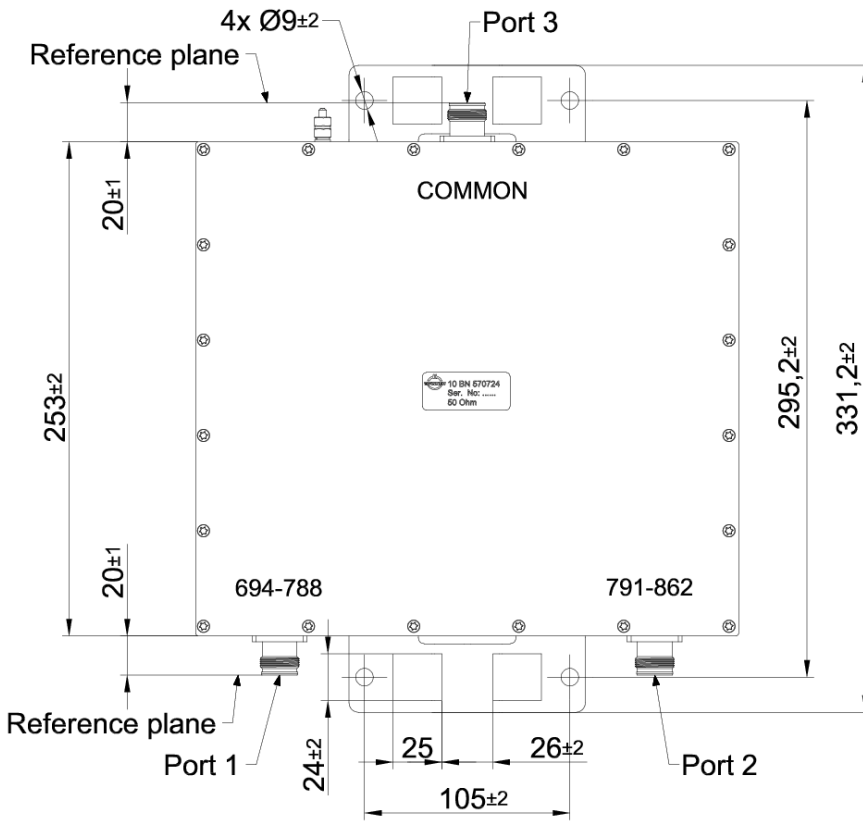 4x Ø9±2
Port 3
Reference plane
20±1
COMMON
253±2
295,2±2
331,2±2
10 BN 570724
Ser. No: ......
50 Ohm
20±1
694-788
791-862
Reference plane
Port 1
24±2
25
26±2
Port 2
105±2